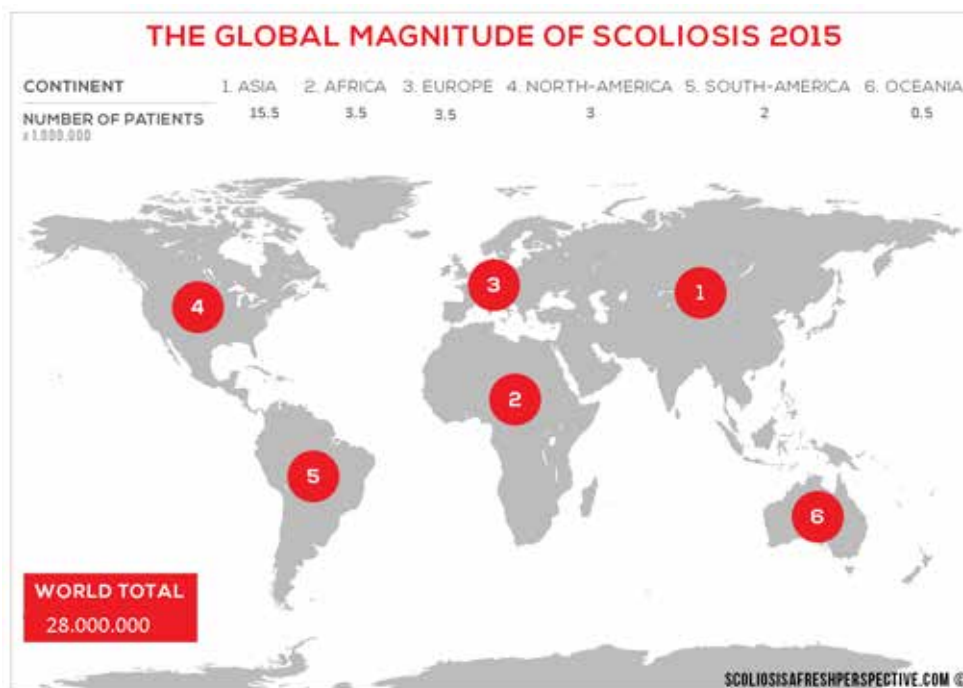 THE GLOBAL MAGNITUDE OF SCOLIOSIS 2015
CONTINENT 1. ASIA 2. AFRICA 3: EUROPE 4. NORTH-AMERICA 5. SOUTH-AMERICA 6. OCEANIA
NUMBER OF PATIENTS 15.5 3.5 3.5 3 2 0.5
x 1.000.000
3
1
4
2
5
6
WORLD TOTAL
28.000.000
SCOLIOSISAFRESHPERSPECTIVE.COM ©